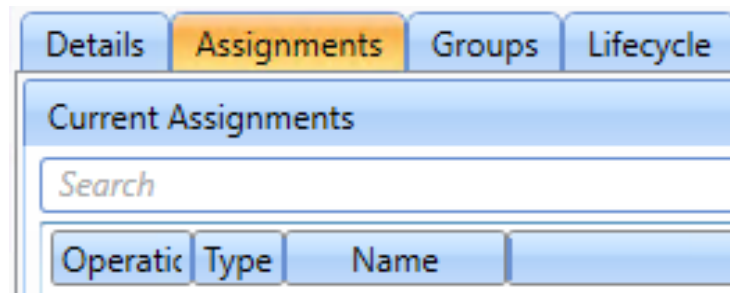 Details Assignments Groups Lifecycle
Current Assignments
Search
Operatic Type Name